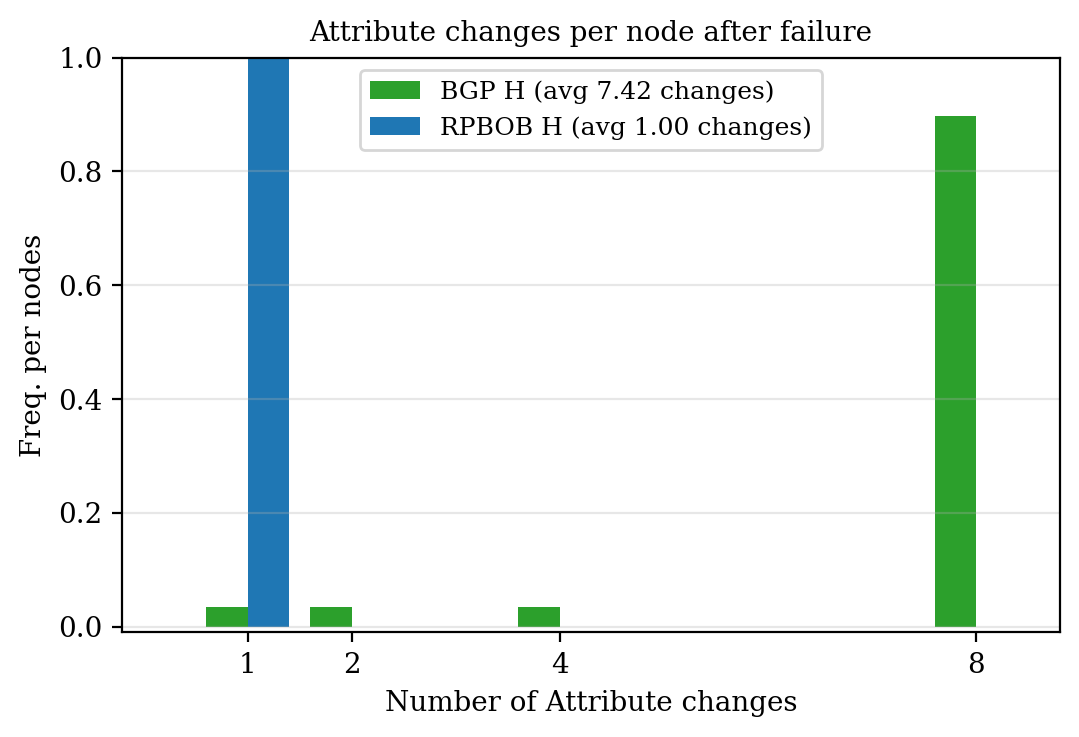 Attribute changes per node after failure
BGP H (avg 7.42 changes)
RPBOB H (avg 1.00 changes)
Freq. per nodes
1.0
0.8
0.6
0.4
0.2
0.0
1 2 4 8
Number of Attribute changes